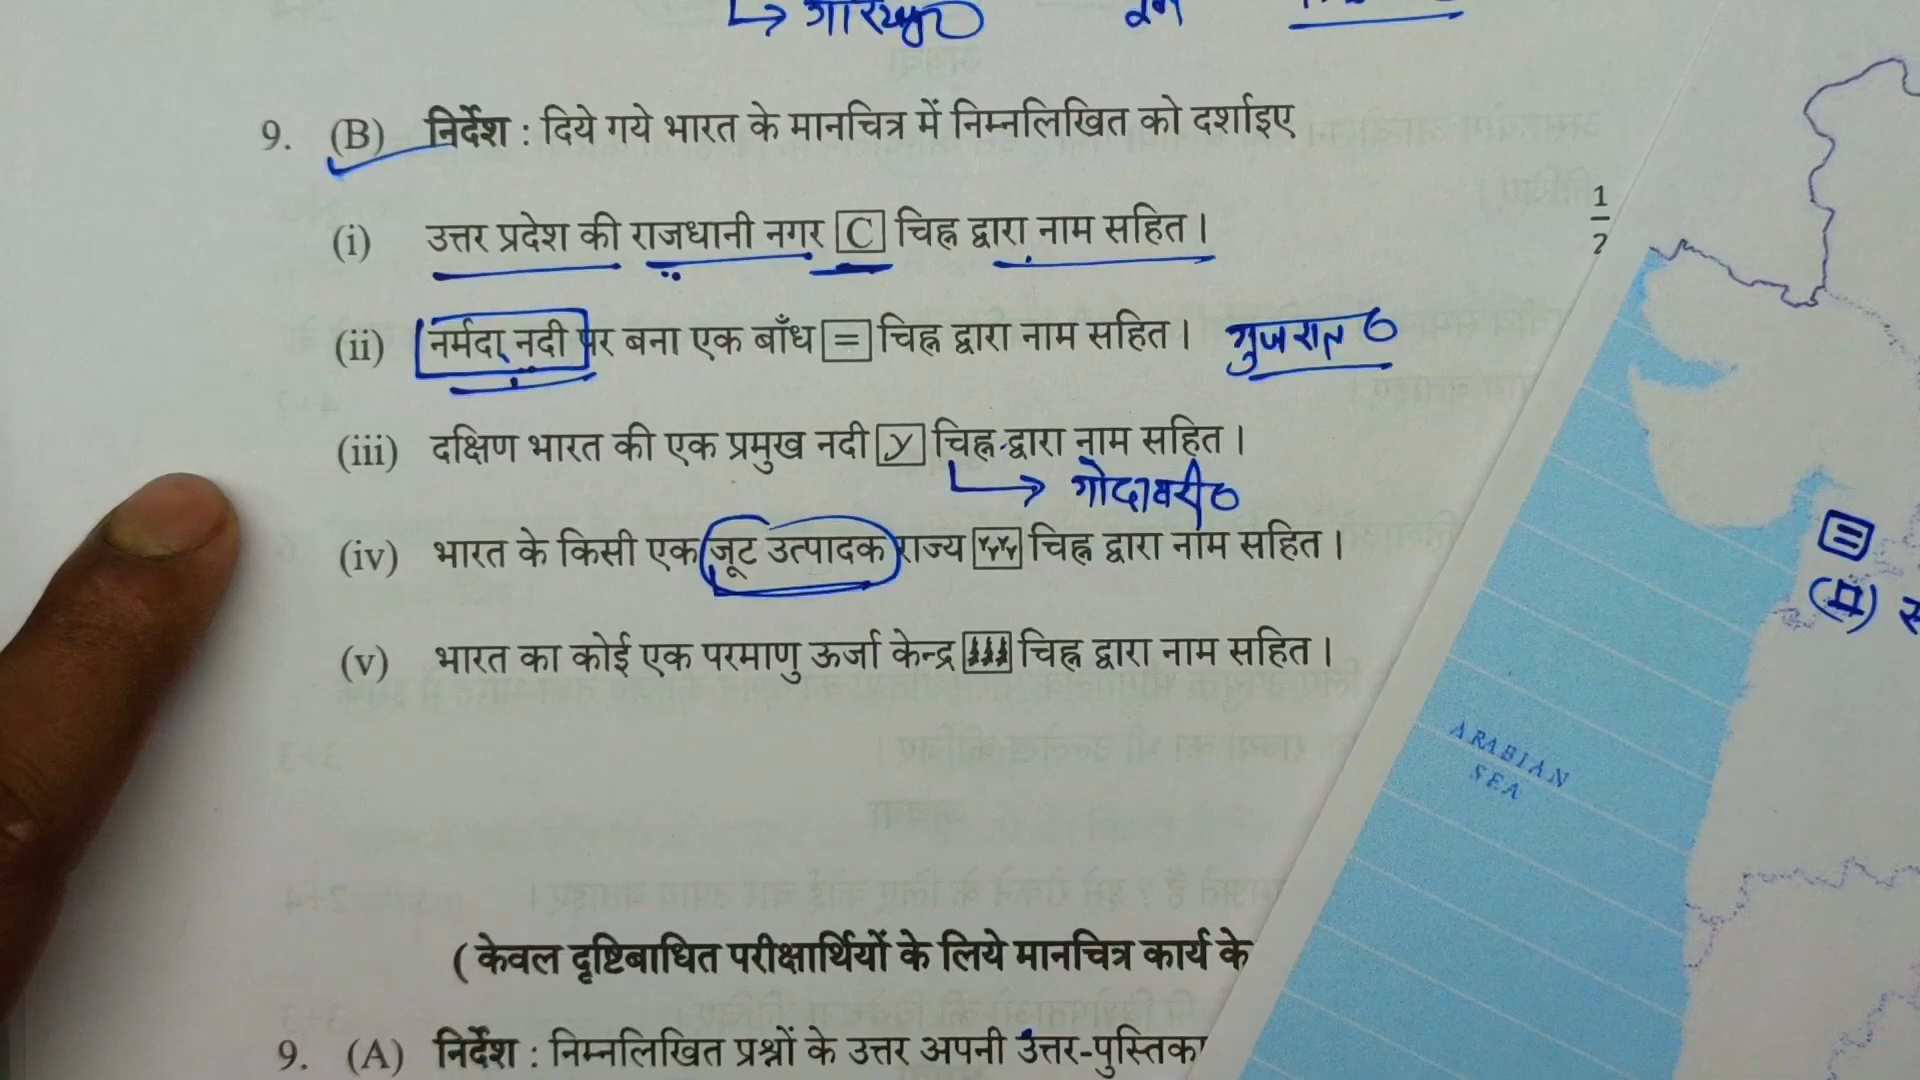 → गोरखपुर
9. (B) निर्देश : दिये गये भारत के मानचित्र में निम्नलिखित को दर्शाइए
(i) उत्तर प्रदेश की राजधानी नगर C चिह्न द्वारा नाम सहित।
1/2
(ii) नर्मदा नदी पर बना एक बाँध = चिह्न द्वारा नाम सहित। गुजरात
(iii) दक्षिण भारत की एक प्रमुख नदी y चिह्न द्वारा नाम सहित।
→ गोदावरी
(iv) भारत के किसी एक जूट उत्पादक राज्य चिह्न द्वारा नाम सहित।
(v) भारत का कोई एक परमाणु ऊर्जा केन्द्र चिह्न द्वारा नाम सहित।
=
ARABIAN
SEA
( केवल दृष्टिबाधित परीक्षार्थियों के लिये मानचित्र कार्य के
9. (A) निर्देश : निम्नलिखित प्रश्नों के उत्तर अपनी उत्तर-पुस्तिका